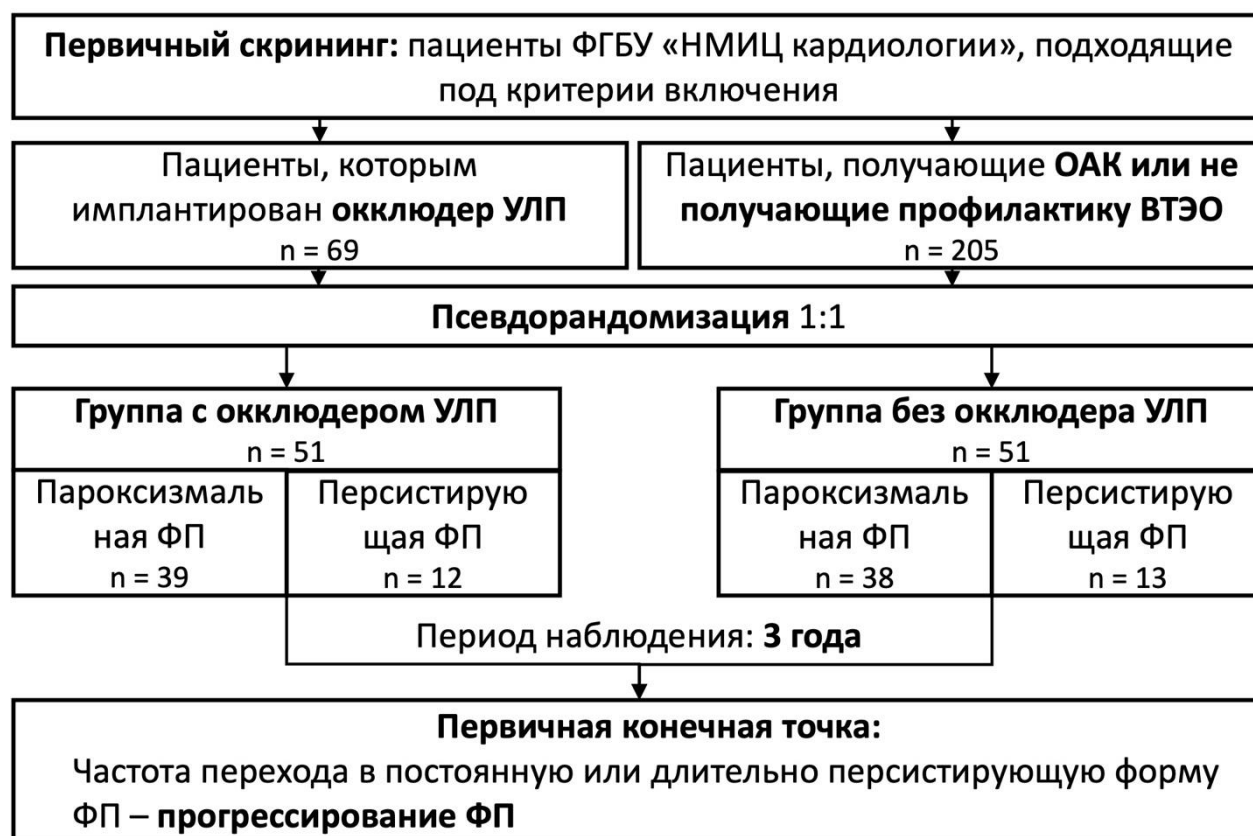 Первичный скрининг: пациенты ФГБУ «НМИЦ кардиологии», подходящие
под критерии включения
Пациенты, которым
имплантирован окклюдер УЛП
n = 69
Пациенты, получающие ОАК или не
получающие профилактику ВТЭО
n = 205
Псевдорандомизация 1:1
Группа с окклюдером УЛП
n = 51
Пароксизмаль
ная ФП
n = 39
Персистирую
щая ФП
n = 12
Группа без окклюдера УЛП
n = 51
Пароксизмаль
ная ФП
n = 38
Персистирую
щая ФП
n = 13
Период наблюдения: 3 года
Первичная конечная точка:
Частота перехода в постоянную или длительно персистирующую форму
ФП – прогрессирование ФП